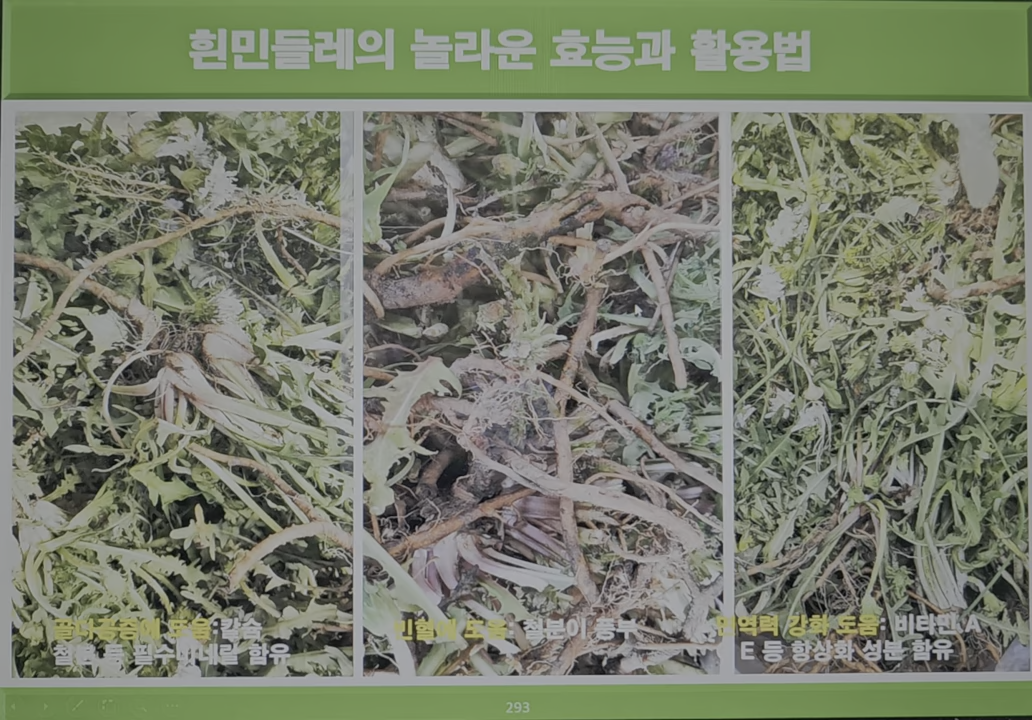 흰민들레의 놀라운 효능과 활용법
골다공증에 도움:칼슘
철분 등 필수미네랄 함유
빈혈에 도움: 철분이 풍부
면역력 강화 도움: 비타민 A
E 등 항상화 성분 함유
293